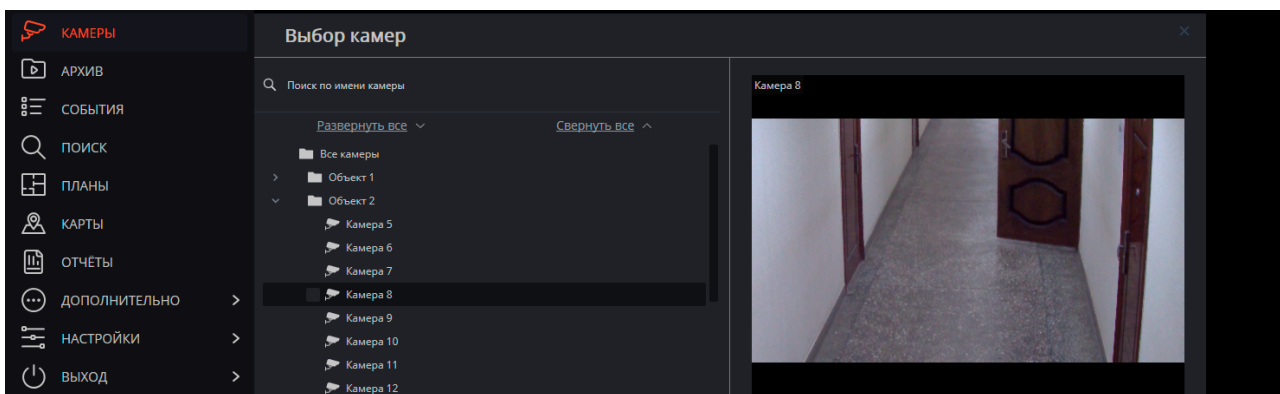 КАМЕРЫ
АРХИВ
СОБЫТИЯ
ПОИСК
ПЛАНЫ
КАРТЫ
ОТЧЁТЫ
ДОПОЛНИТЕЛЬНО
НАСТРОЙКИ
ВЫХОД
Выбор камер
Поиск по имени камеры
Развернуть все Свернуть все
Все камеры
Объект 1
Объект 2
Камера 5
Камера 6
Камера 7
Камера 8
Камера 9
Камера 10
Камера 11
Камера 12
Камера 8